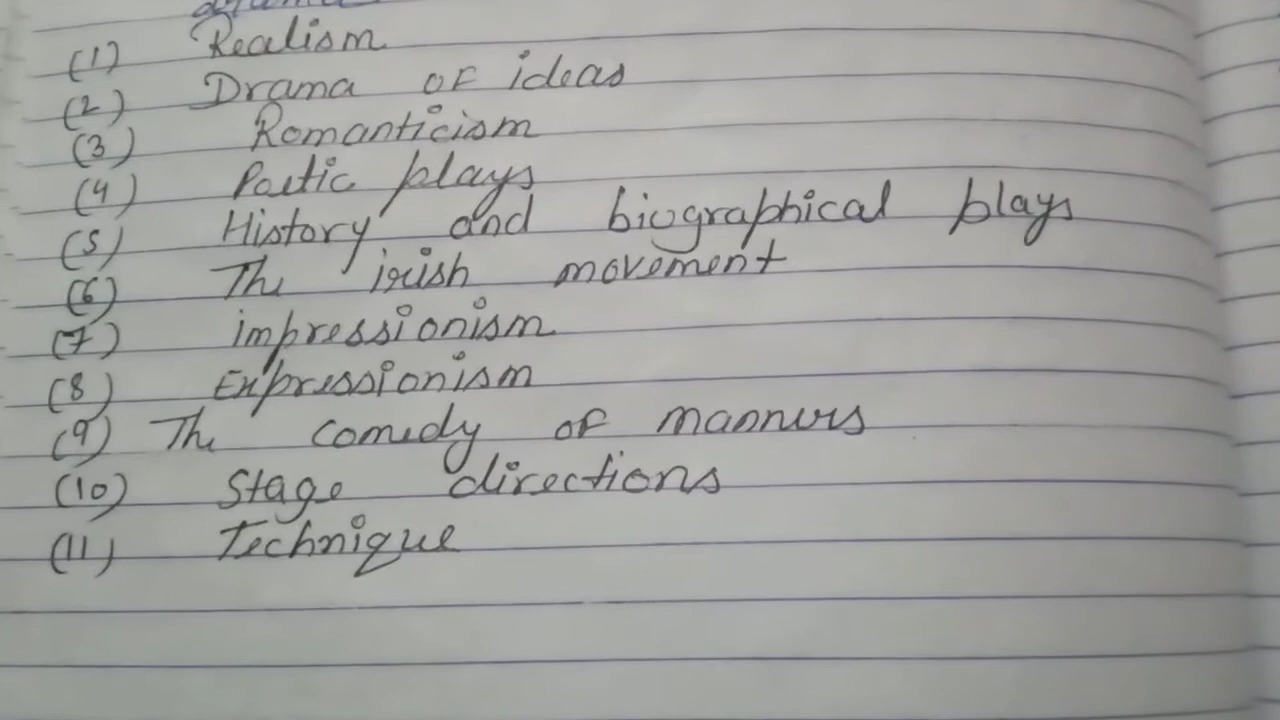 (1) Realism
(2) Drama of ideas
(3) Romanticism
(4) Poetic plays
(5) History and biographical plays
(6) The irish movement
(7) impressionism
(8) Expressionism
(9) The comedy of manners
(10) Stage directions
(11) Technique